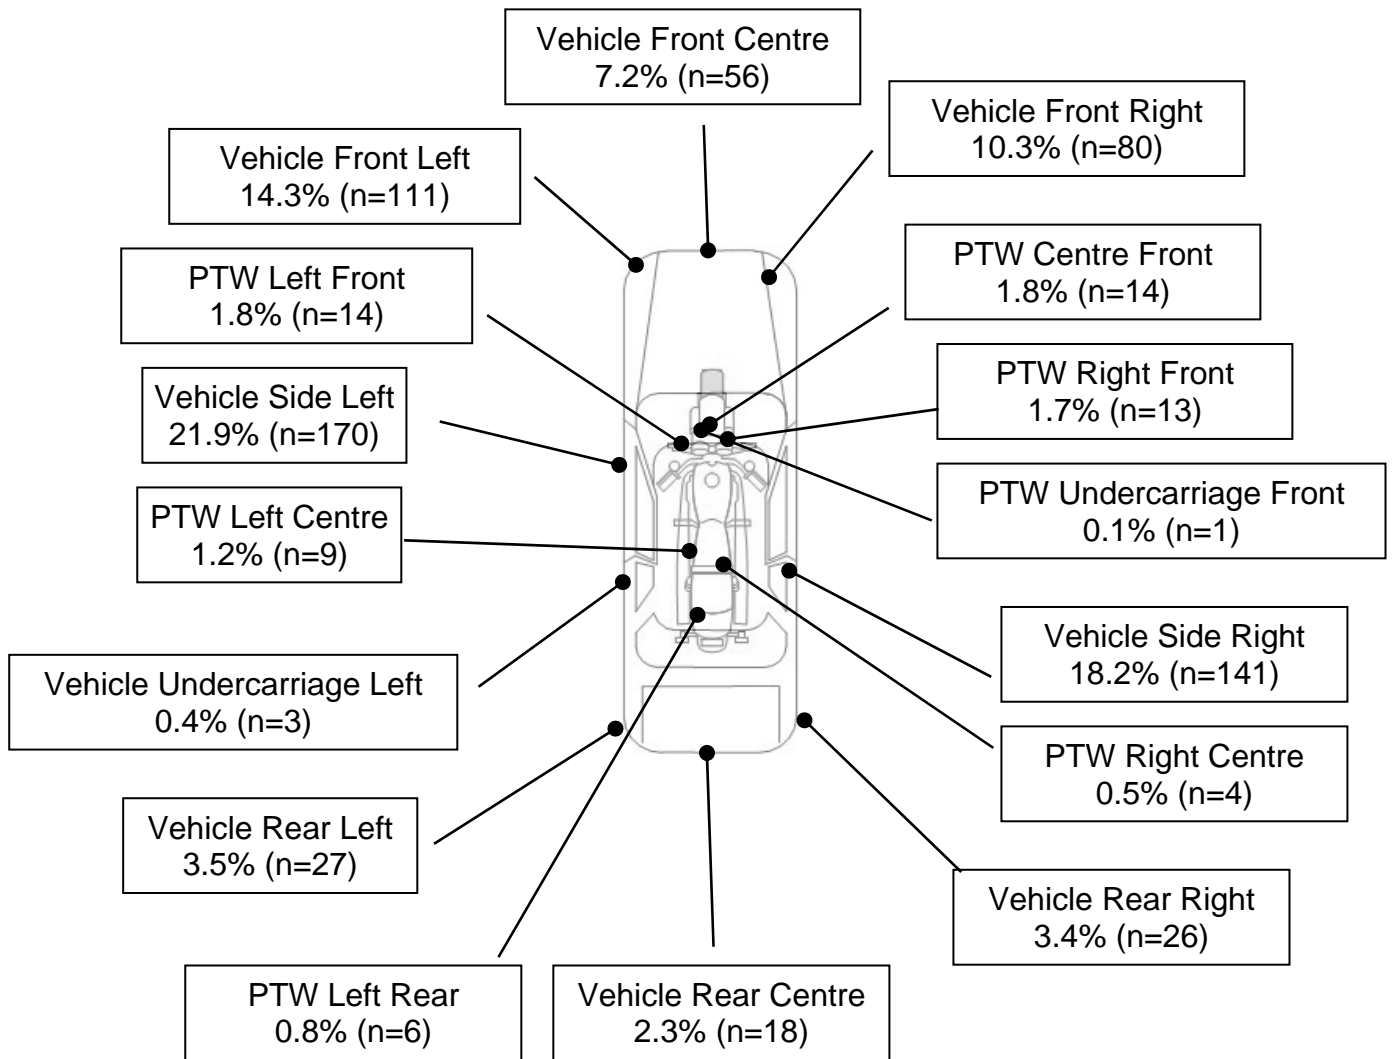 Vehicle Front Centre
7.2% (n=56)
Vehicle Front Right
10.3% (n=80)
Vehicle Front Left
14.3% (n=111)
PTW Centre Front
1.8% (n=14)
PTW Left Front
1.8% (n=14)
PTW Right Front
1.7% (n=13)
Vehicle Side Left
21.9% (n=170)
PTW Undercarriage Front
0.1% (n=1)
PTW Left Centre
1.2% (n=9)
Vehicle Side Right
18.2% (n=141)
Vehicle Undercarriage Left
0.4% (n=3)
PTW Right Centre
0.5% (n=4)
Vehicle Rear Left
3.5% (n=27)
Vehicle Rear Right
3.4% (n=26)
PTW Left Rear
0.8% (n=6)
Vehicle Rear Centre
2.3% (n=18)